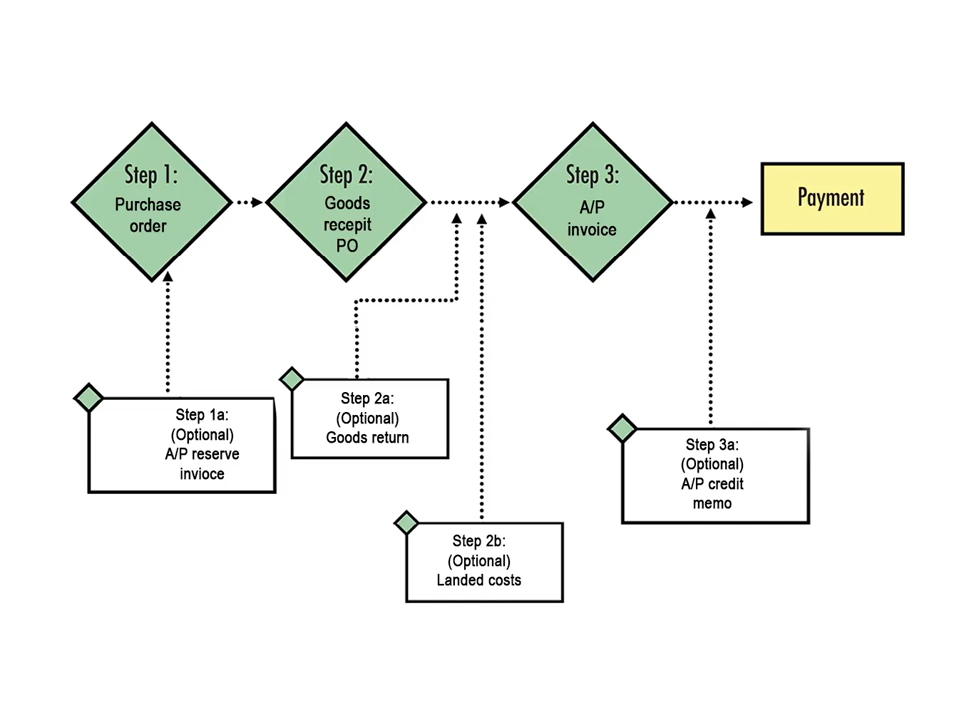 Step 1:
Purchase
order
Step 2:
Goods
recepit
PO
Step 3:
A/P
invoice
Payment
Step 1a:
(Optional)
A/P reserve
invioce
Step 2a:
(Optional)
Goods return
Step 2b:
(Optional)
Landed costs
Step 3a:
(Optional)
A/P credit
memo